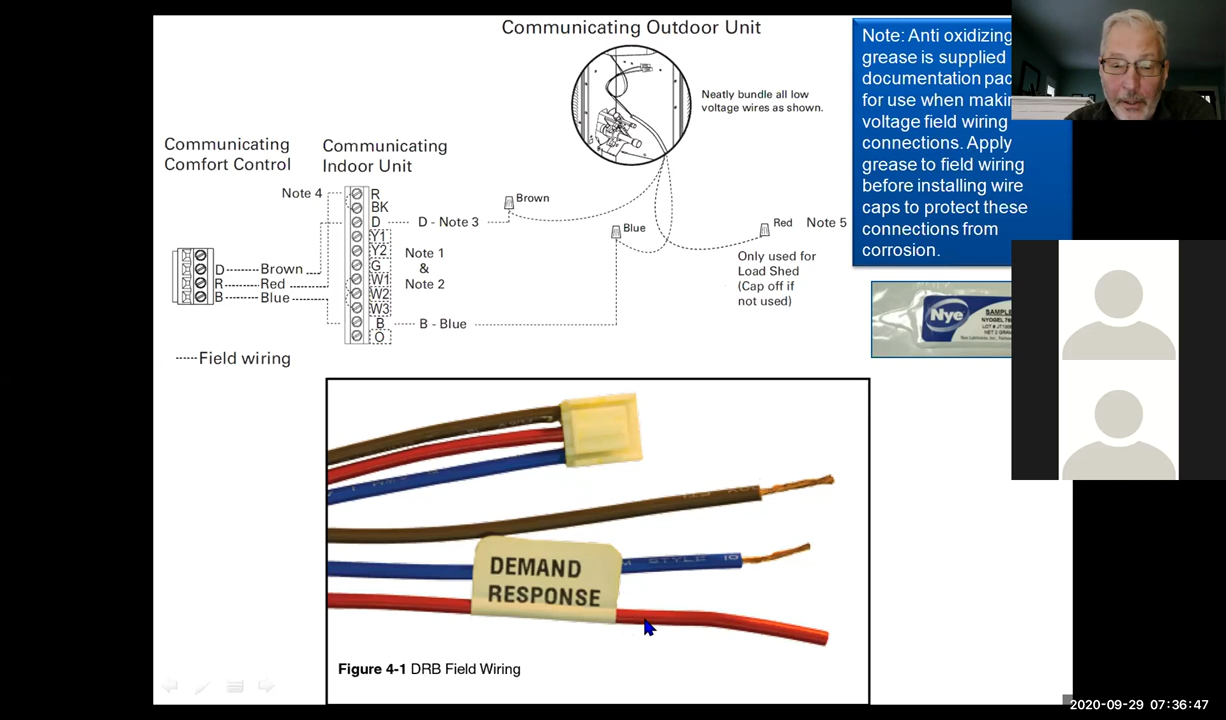 Communicating Outdoor Unit
Neatly bundle all low
voltage wires as shown.
Note: Anti oxidizing
grease is supplied
documentation pac
for use when maki
voltage field wiring
connections. Apply
grease to field wiring
before installing wire
caps to protect these
connections from
corrosion.
Communicating
Comfort Control
Communicating
Indoor Unit
Note 4
R
BK
D
Y1
Y2
G
W1
W2
W3
B
O
D - Note 3
Note 1
&
Note 2
B - Blue
Brown
Blue
Red
Note 5
Only used for
Load Shed
(Cap off if
not used)
D
Brown
R
Red
B
Blue
Field wiring
Nye
SAMPLE
DEMAND
RESPONSE
STYLE
Figure 4-1 DRB Field Wiring
2020-09-29 07:36:47